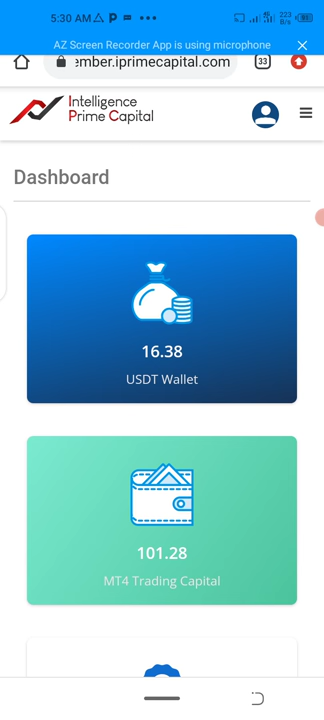 5:30 AM
223
B/s
AZ Screen Recorder App is using microphone
ember.iprimecapital.com
33
Intelligence
Prime Capital
Dashboard
16.38
USDT Wallet
101.28
MT4 Trading Capital